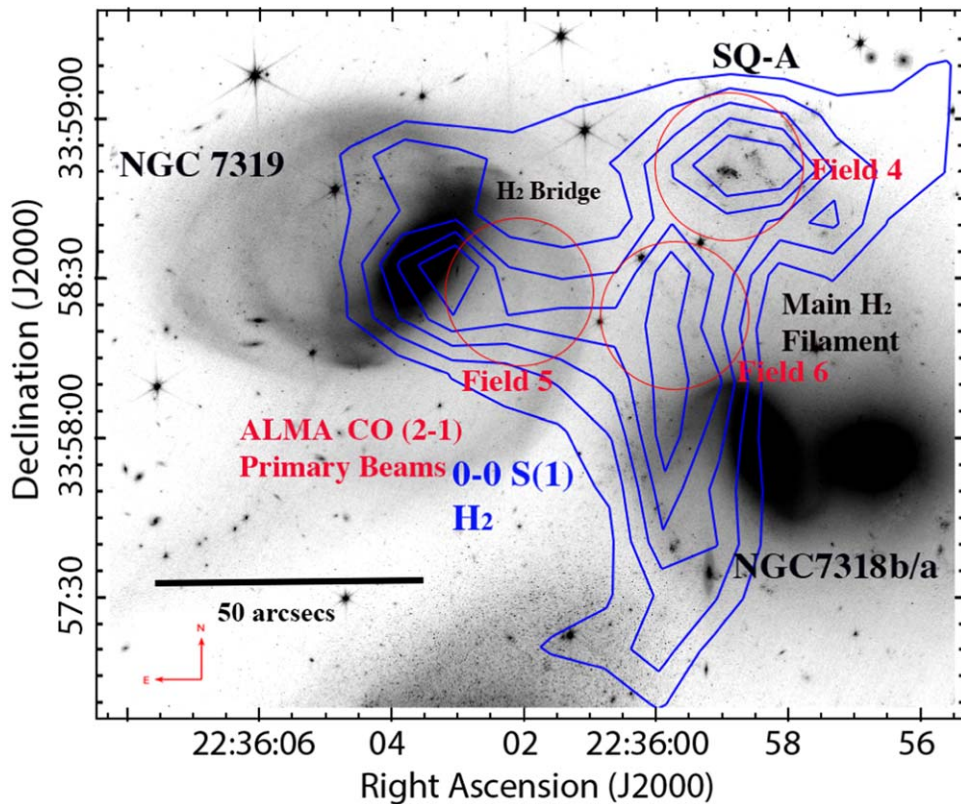 SQ-A
NGC 7319
Field 4
H₂ Bridge
Main H₂
Filament
Field 5
Field 6
ALMA CO (2-1)
Primary Beams
0-0 S(1)
H₂
NGC7318b/a
50 arcsecs
N
E
Declination (J2000)
33:59:00
58:30
33:58:00
57:30
22:36:06
04
02
22:36:00
58
56
Right Ascension (J2000)